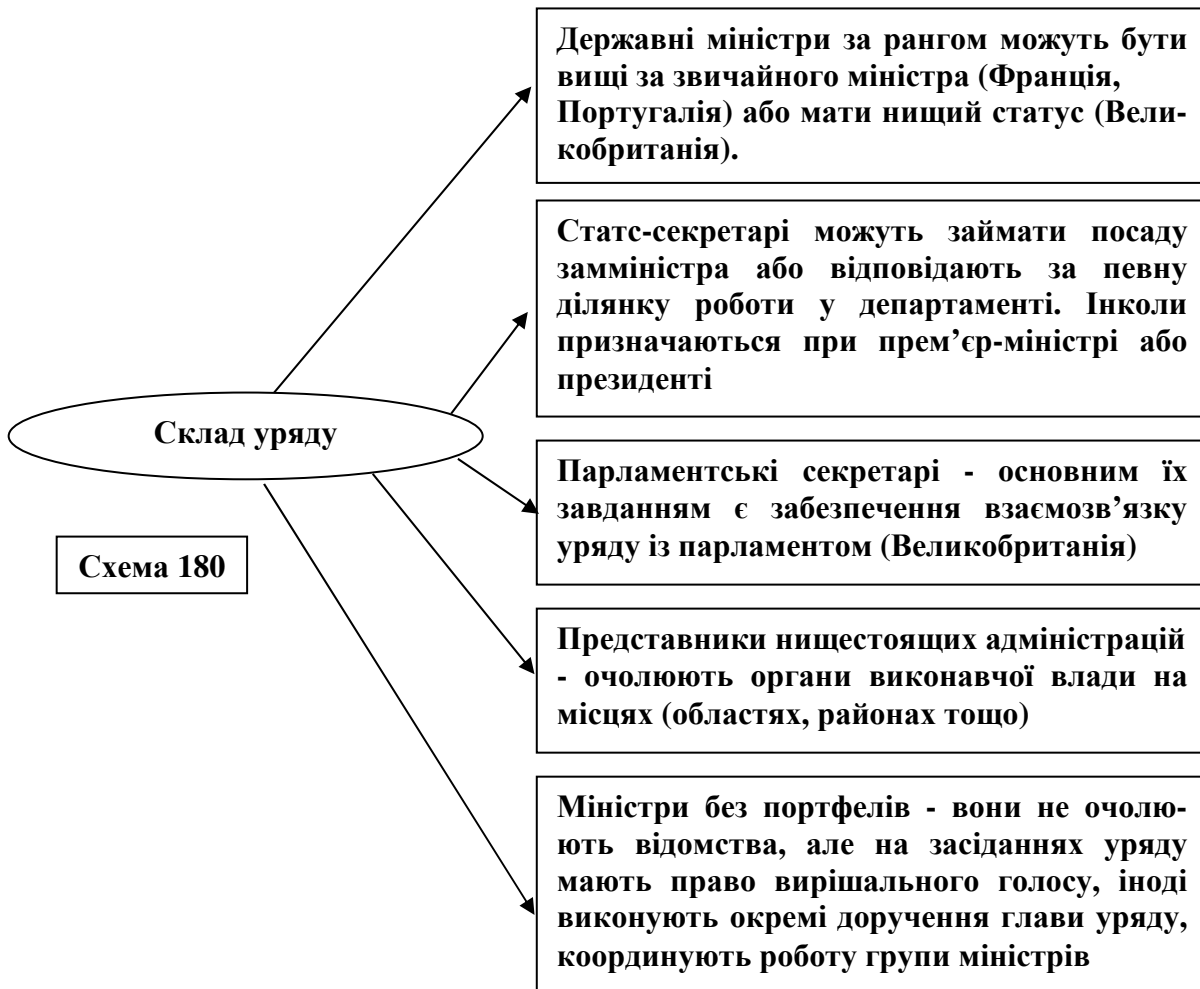 Державні міністри за рангом можуть бути
вищі за звичайного міністра (Франція,
Португалія) або мати нищий статус (Вели-
кобританія).
Статс-секретарі можуть займати посаду
замміністра або відповідають за певну
ділянку роботи у департаменті. Інколи
призначаються при прем’єр-міністрі або
президенті
Склад уряду
Парламентські секретарі - основним їх
завданням є забезпечення взаємозв’язку
уряду із парламентом (Великобританія)
Схема 180
Представники нищестоящих адміністрацій
- очолюють органи виконавчої влади на
місцях (областях, районах тощо)
Міністри без портфелів - вони не очолю-
ють відомства, але на засіданнях уряду
мають право вирішального голосу, іноді
виконують окремі доручення глави уряду,
координують роботу групи міністрів